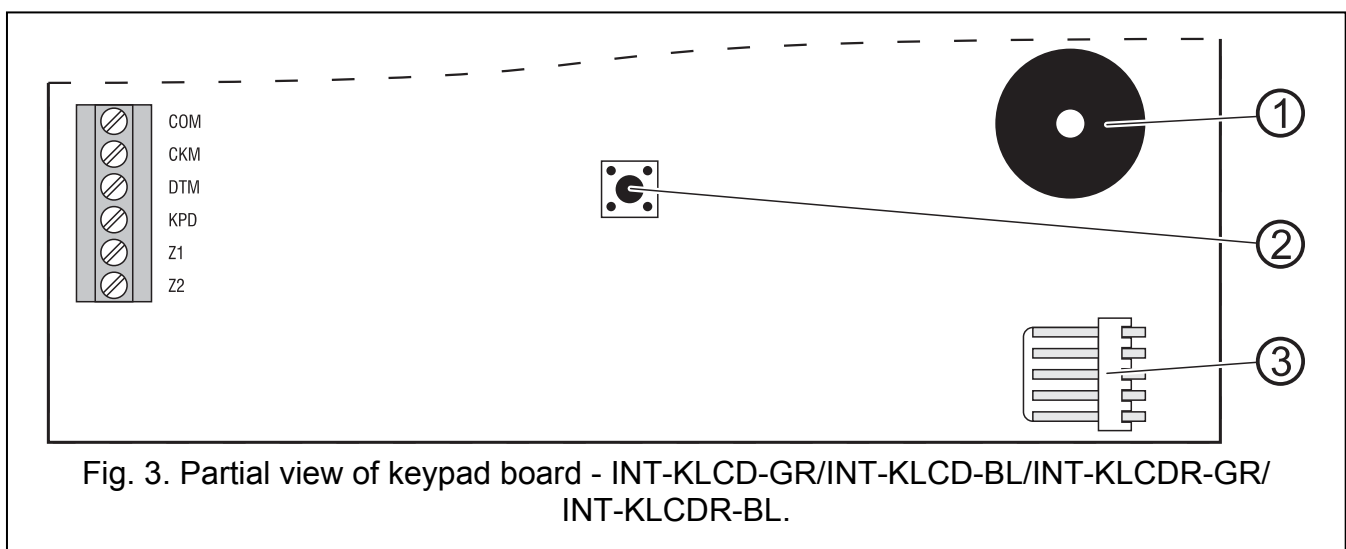 COM
CKM
DTM
KPD
Z1
Z2
1
2
3
Fig. 3. Partial view of keypad board - INT-KLCD-GR/INT-KLCD-BL/INT-KLCDR-GR/
INT-KLCDR-BL.